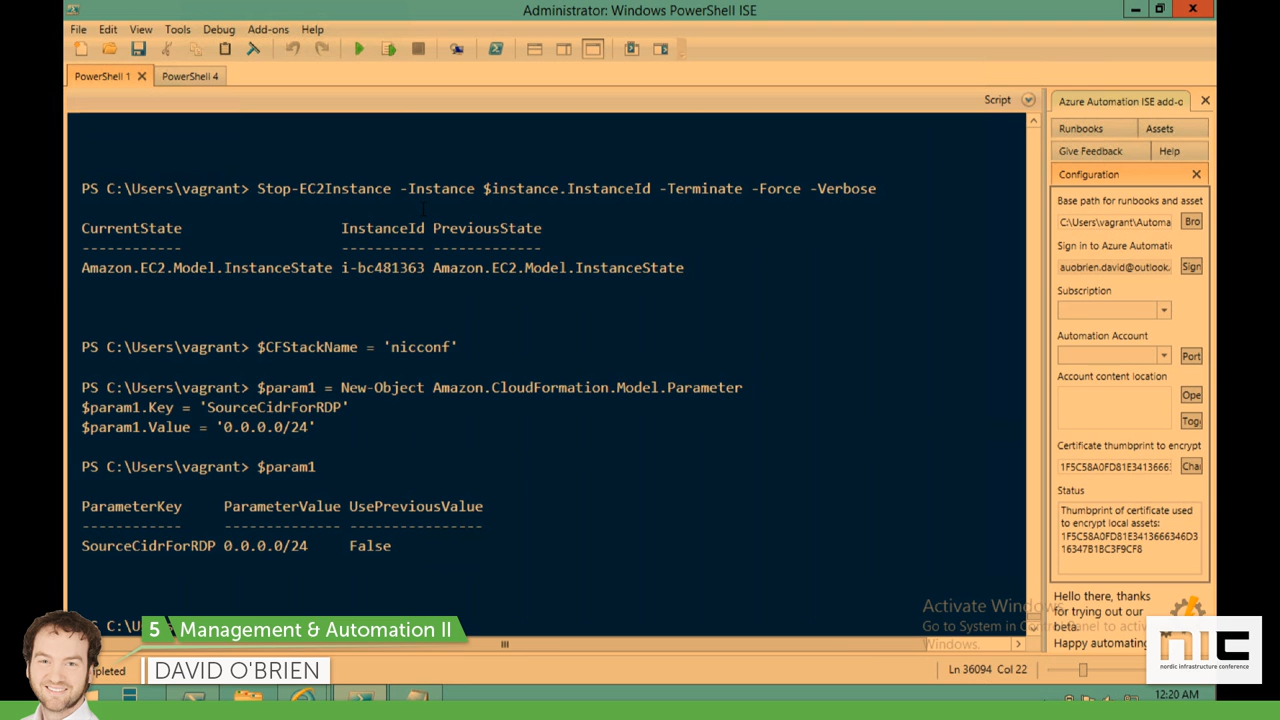 Administrator: Windows PowerShell ISE
File Edit View Tools Debug Add-ons Help
PowerShell 1 PowerShell 4
Script
PS C:\Users\vagrant> Stop-EC2Instance -Instance $instance.InstanceId -Terminate -Force -Verbose
CurrentState InstanceId PreviousState
------------ ---------- -------------
Amazon.EC2.Model.InstanceState i-bc481363 Amazon.EC2.Model.InstanceState
PS C:\Users\vagrant> $CFStackName = 'nicconf'
PS C:\Users\vagrant> $param1 = New-Object Amazon.CloudFormation.Model.Parameter
$param1.Key = 'SourceCidrForRDP'
$param1.Value = '0.0.0.0/24'
PS C:\Users\vagrant> $param1
ParameterKey ParameterValue UsePreviousValue
------------ -------------- ----------------
SourceCidrForRDP 0.0.0.0/24 False
PS C:\U
Azure Automation ISE add-o
Runbooks Assets
Give Feedback Help
Configuration
Base path for runbooks and asset
C:\Users\vagrant\Automa Bro
Sign in to Azure Automati
auobrien.david@outlook. Sign
Subscription
Automation Account
Port
Account content location
Ope
Tog
Certificate thumbprint to encrypt
1F5C58A0FD81E3413666: Cha
Status
Thumbprint of certificate used
to encrypt local assets:
1F5C58A0FD81E3413666346D3
16347B1BC3F9CF8
Hello there, thanks
for trying out our
beta.
Happy automating
Activate Windows
Go to System in Control Panel to activ
Windows.
5 Management & Automation II
DAVID O'BRIEN
pleted
Ln 36094 Col 22
12:20 AM
nic
nordic infrastructure conference